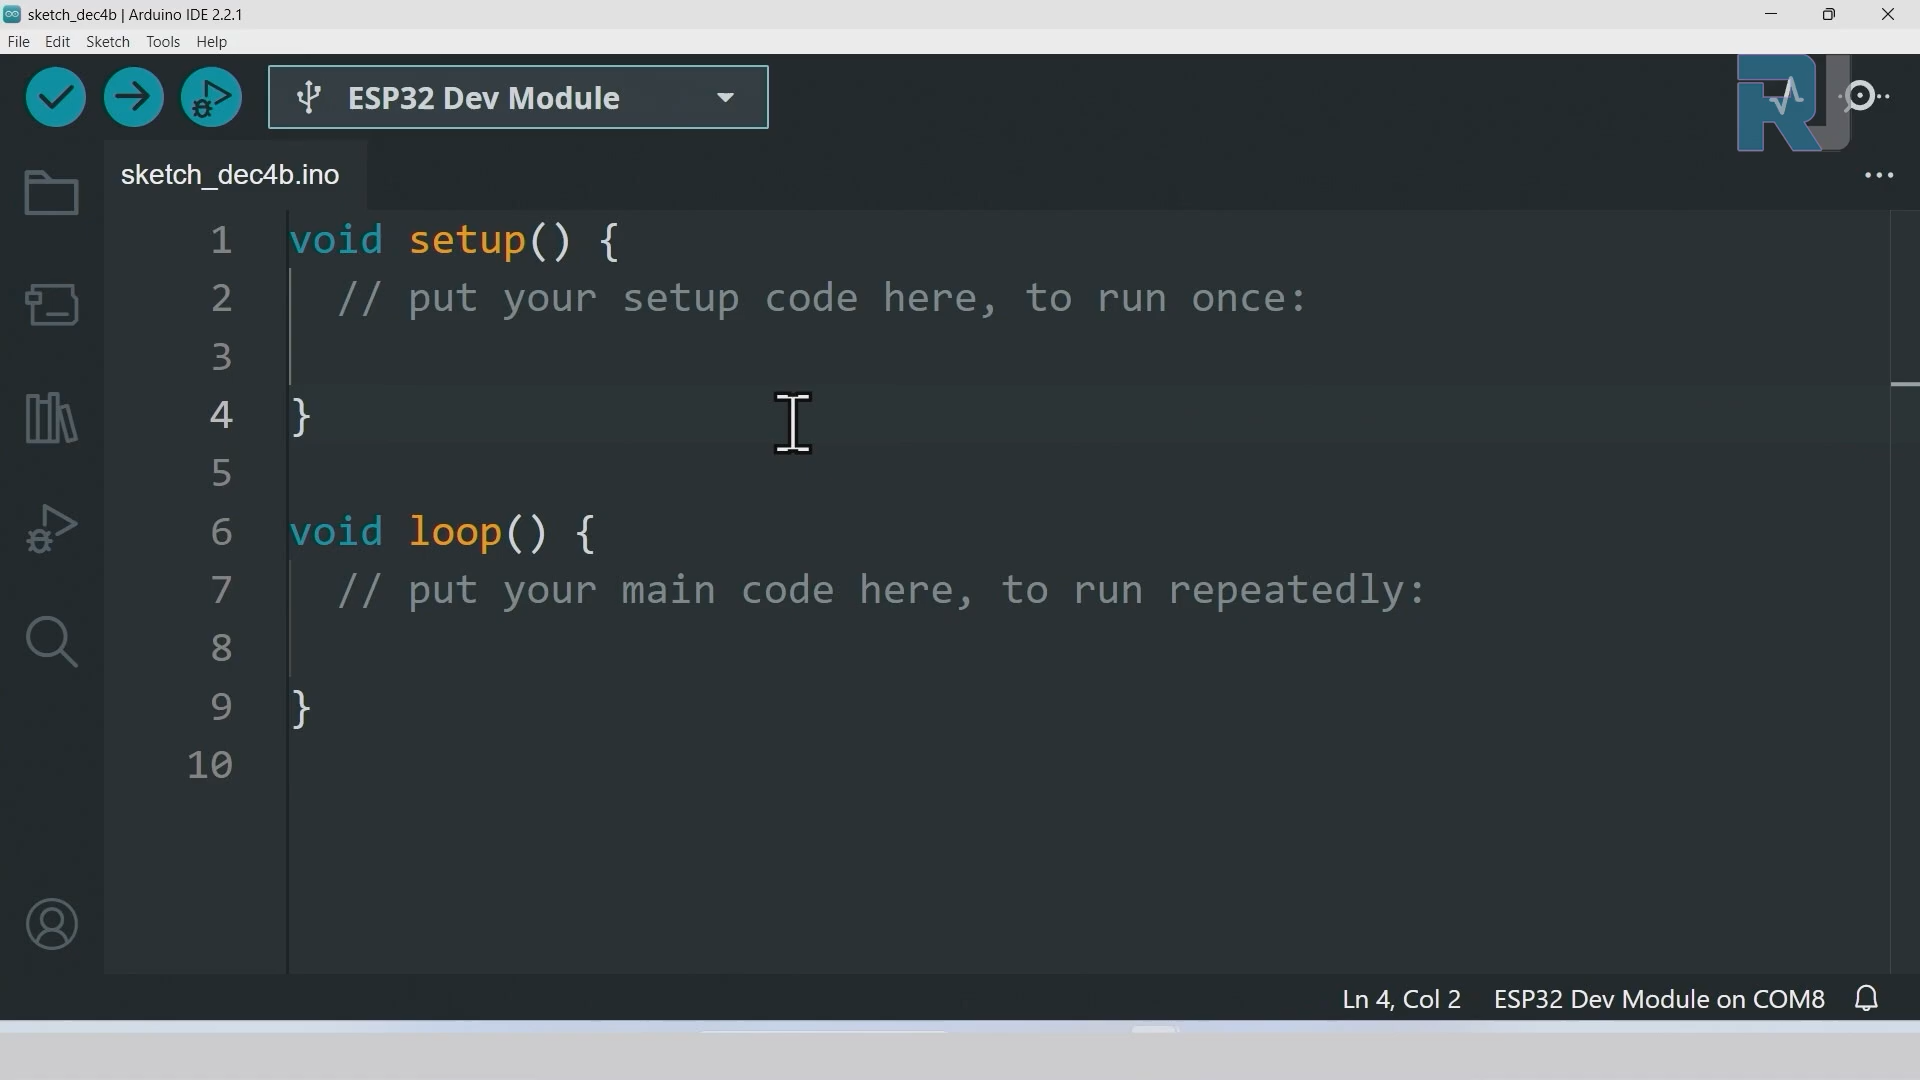 sketch_dec4b | Arduino IDE 2.2.1
File Edit Sketch Tools Help
ESP32 Dev Module
RJ
sketch_dec4b.ino
1 void setup() {
2 // put your setup code here, to run once:
3
4 }
5
6 void loop() {
7 // put your main code here, to run repeatedly:
8
9 }
10
Ln 4, Col 2 ESP32 Dev Module on COM8